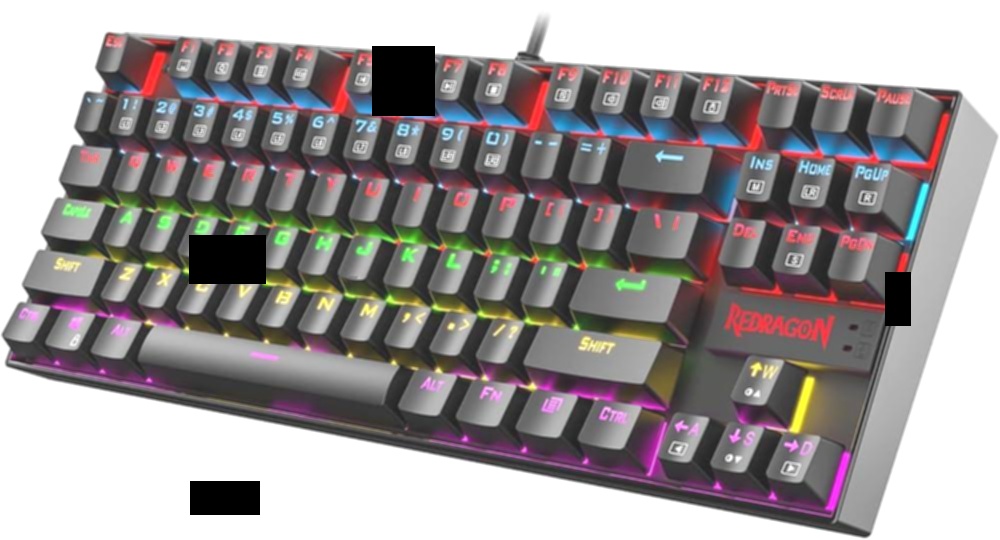 Esc F1 F2 F3 F4 F7 F8 F9 F10 F11 F12 PrtSc ScrLk Pause
` ~ 1! 2@ 3# 4$ 5% 6^ 7& 8* 9( 0) - - = + ← Ins Home PgUp
Tab Q W E R T Y U I O P [ { ] } \ | Del End PgDn
CapsLk A S G H J K L ; : ' " ↵
Shift Z X V B N M , < . > / ? Shift
REDRAGON
↑W
Ctrl Alt Alt Fn Ctrl ←A ↓S →D